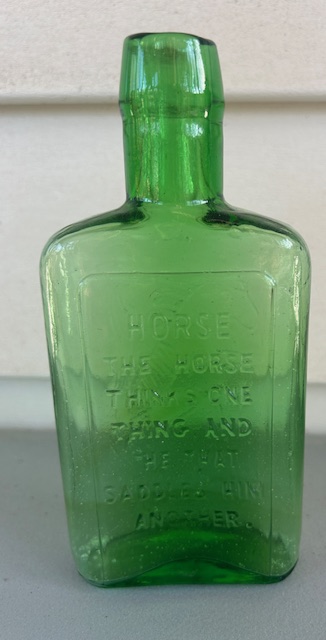 HORSE
THE HORSE
THINKS ONE
THING AND
HE THAT
SADDLES HIM
ANOTHER.